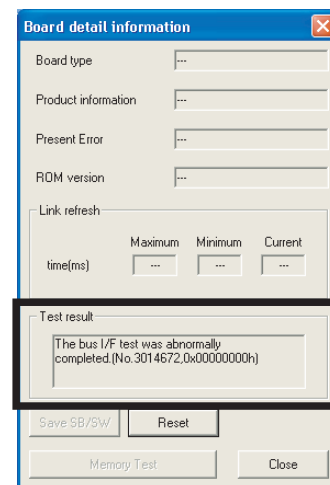 Board detail information
Board type ---
Product information ---
Present Error ---
ROM version ---
Link refresh
Maximum Minimum Current
time(ms) --- --- ---
Test result
The bus I/F test was abnormally
completed.(No.3014672,0x00000000h)
Save SB/SW Reset
Memory Test Close